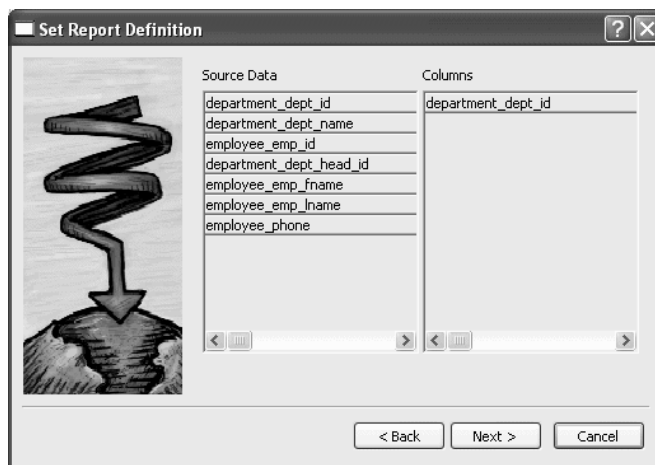 Set Report Definition
Source Data
department_dept_id
department_dept_name
employee_emp_id
department_dept_head_id
employee_emp_fname
employee_emp_lname
employee_phone
Columns
department_dept_id
< Back
Next >
Cancel